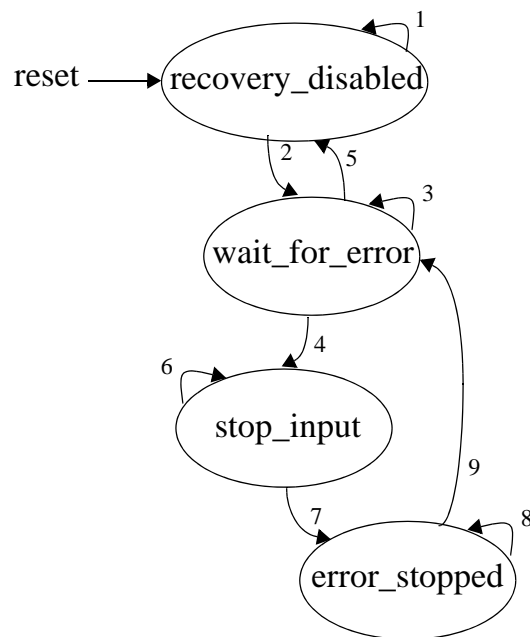 1
reset
recovery_disabled
2
5
3
wait_for_error
4
6
stop_input
9
7
8
error_stopped